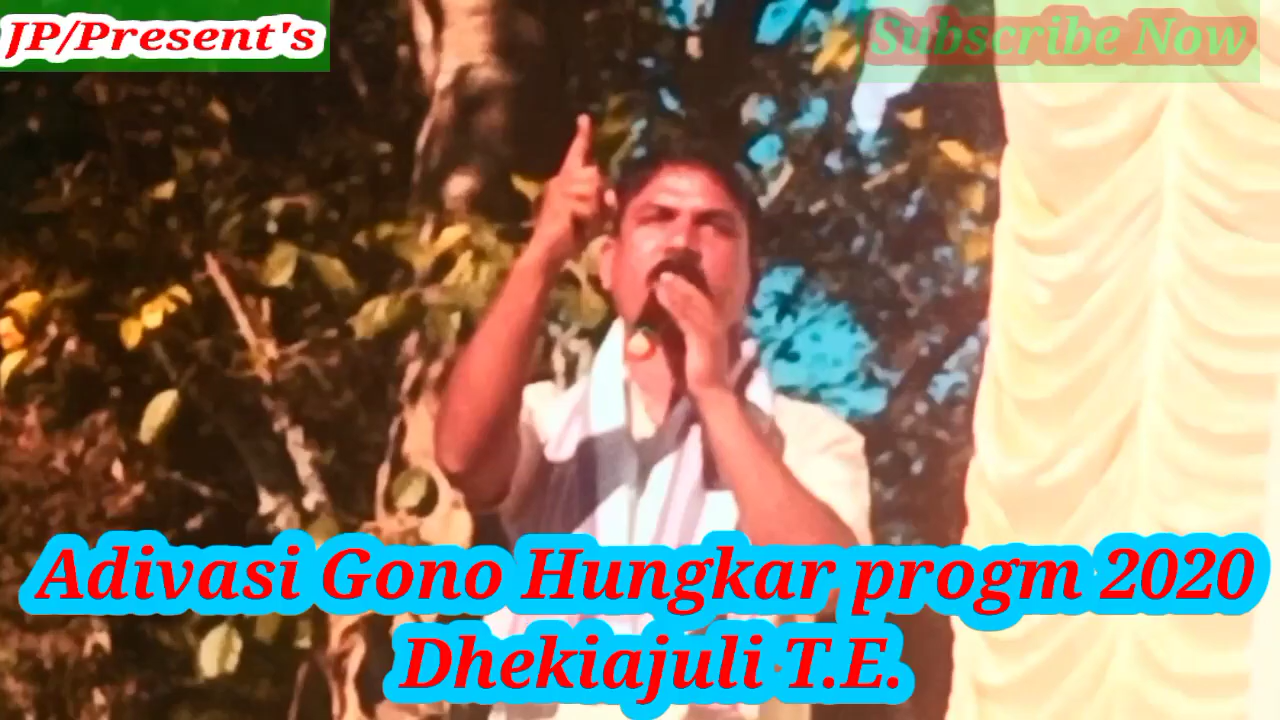 JP/Present's
Subscribe Now
Adivasi Gono Hungkar progm 2020
Dhekiajuli T.E.